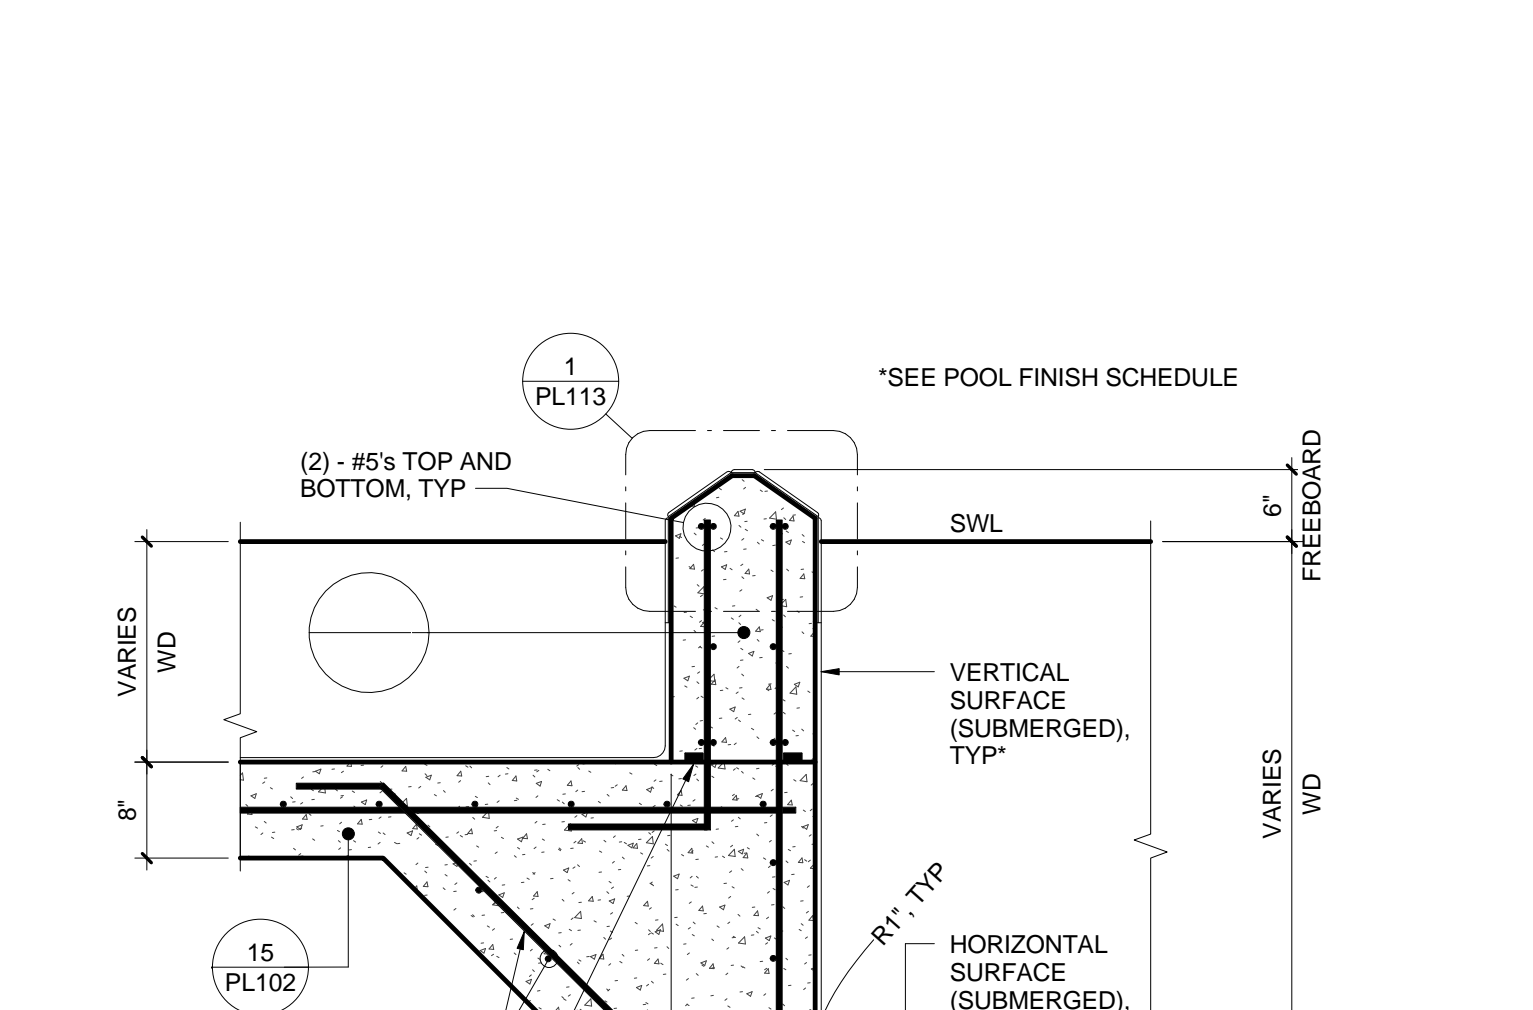 1
PL113
*SEE POOL FINISH SCHEDULE
(2) - #5's TOP AND
BOTTOM, TYP
6"
FREEBOARD
SWL
VARIES
WD
VERTICAL
SURFACE
(SUBMERGED),
TYP*
8"
VARIES
WD
R1", TYP
15
PL102
HORIZONTAL
SURFACE
(SUBMERGED),